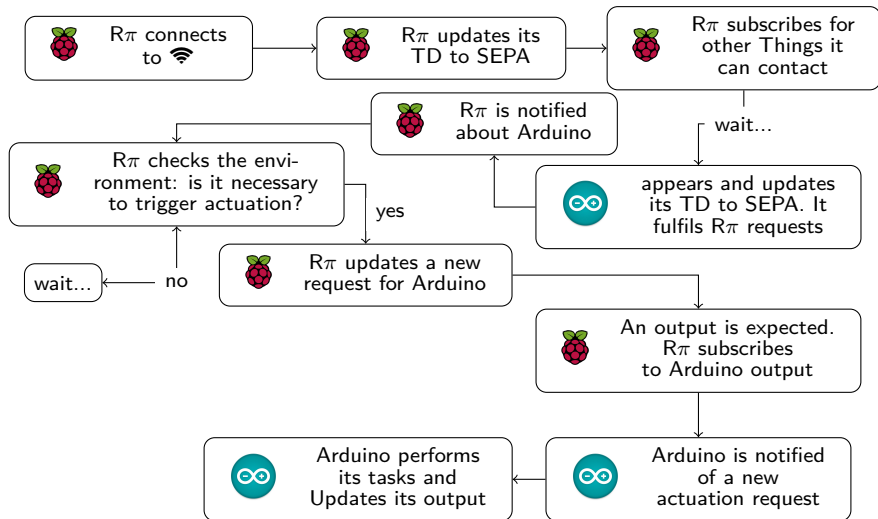 Rπ connects
to
Rπ updates its
TD to SEPA
Rπ subscribes for
other Things it
can contact
wait...
appears and updates
its TD to SEPA. It
fulfils Rπ requests
Rπ is notified
about Arduino
Rπ checks the envi-
ronment: is it necessary
to trigger actuation?
no
wait...
yes
Rπ updates a new
request for Arduino
An output is expected.
Rπ subscribes
to Arduino output
Arduino is notified
of a new
actuation request
Arduino performs
its tasks and
Updates its output